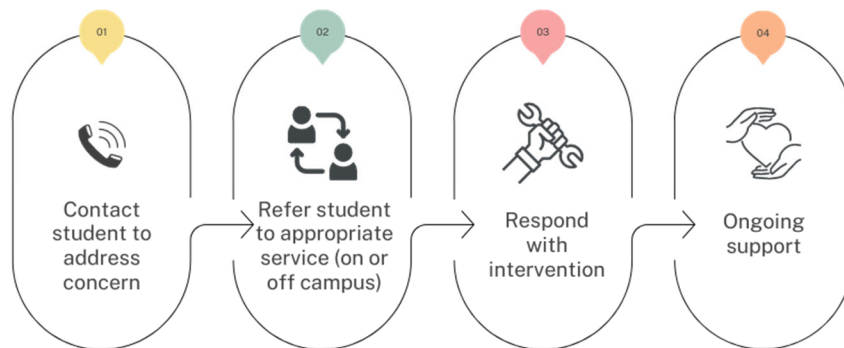 01
Contact
student to
address
concern
02
Refer student
to appropriate
service (on or
off campus)
03
Respond
with
intervention
04
Ongoing
support